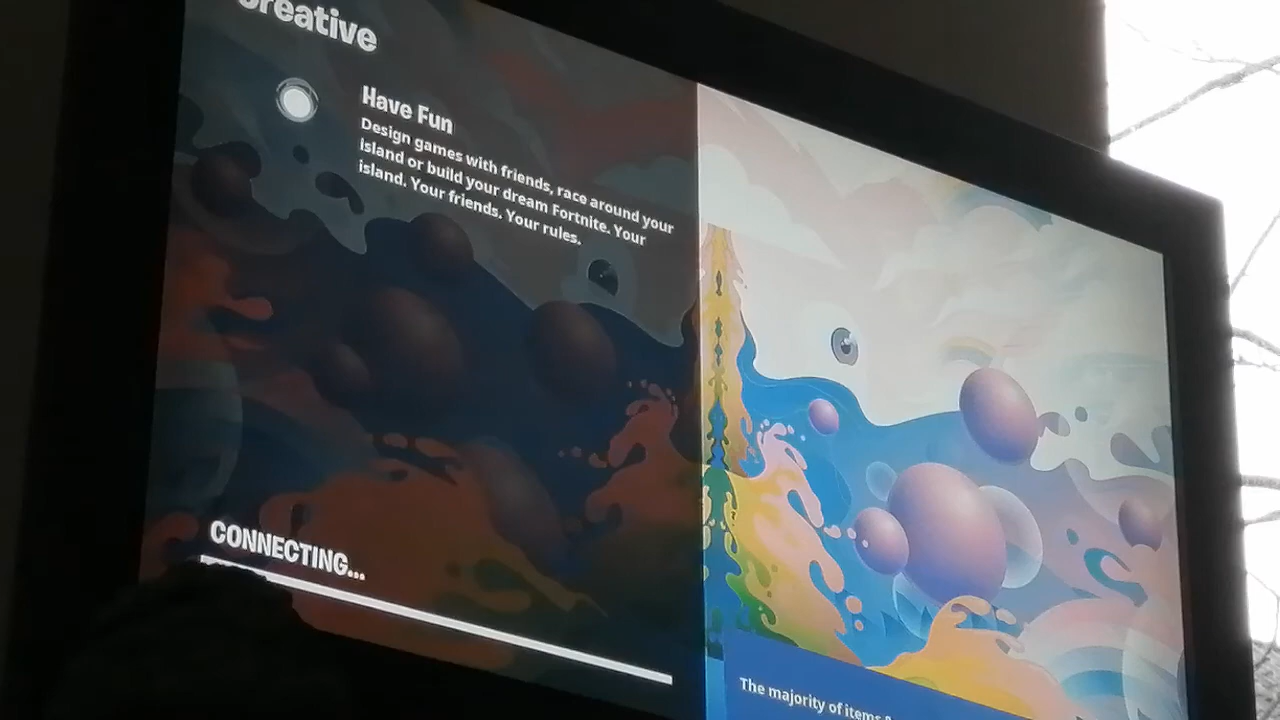 Creative
Have Fun
Design games with friends, race around your
island or build your dream Fortnite. Your
island. Your friends. Your rules.
CONNECTING...
The majority of items